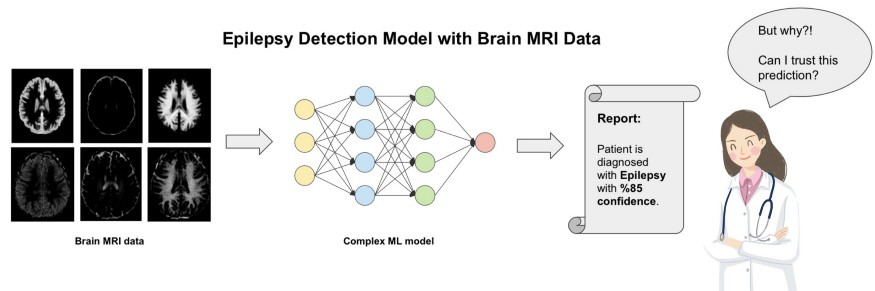 Epilepsy Detection Model with Brain MRI Data
But why?!
Can I trust this
prediction?
Report:
Patient is
diagnosed
with Epilepsy
with %85
confidence.
Brain MRI data
Complex ML model